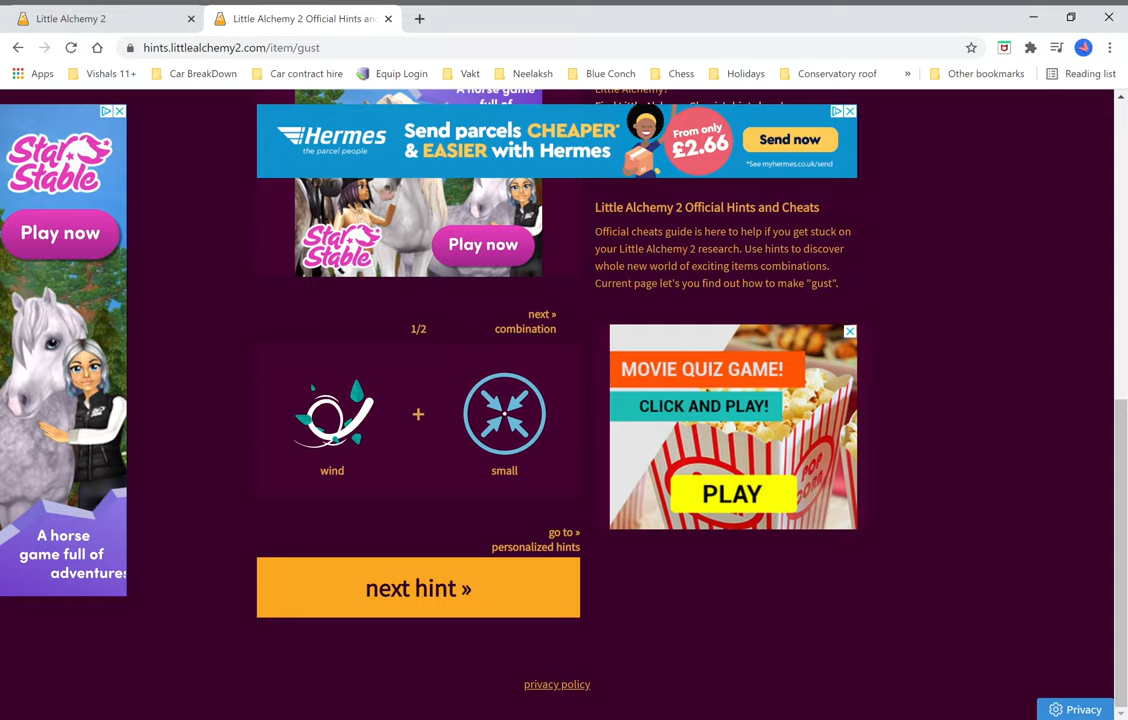 Little Alchemy 2
Little Alchemy 2 Official Hints an
hints.littlealchemy2.com/item/gust
Apps
Vishals 11+
Car BreakDown
Car contract hire
Equip Login
Vakt
Neelaksh
Blue Conch
Chess
Holidays
Conservatory roof
»
Other bookmarks
Reading list
Star
Stable
Play now
A horse
game full of
adventures
Hermes
the parcel people
Send parcels CHEAPER*
& EASIER with Hermes
From only
£2.66
Send now
*See myhermes.co.uk/send
Star
Stable
Play now
Little Alchemy 2 Official Hints and Cheats
Official cheats guide is here to help if you get stuck on
your Little Alchemy 2 research. Use hints to discover
whole new world of exciting items combinations.
Current page let's you find out how to make "gust".
1/2
next »
combination
wind
+
small
MOVIE QUIZ GAME!
CLICK AND PLAY!
PLAY
go to »
personalized hints
next hint »
privacy policy
Privacy